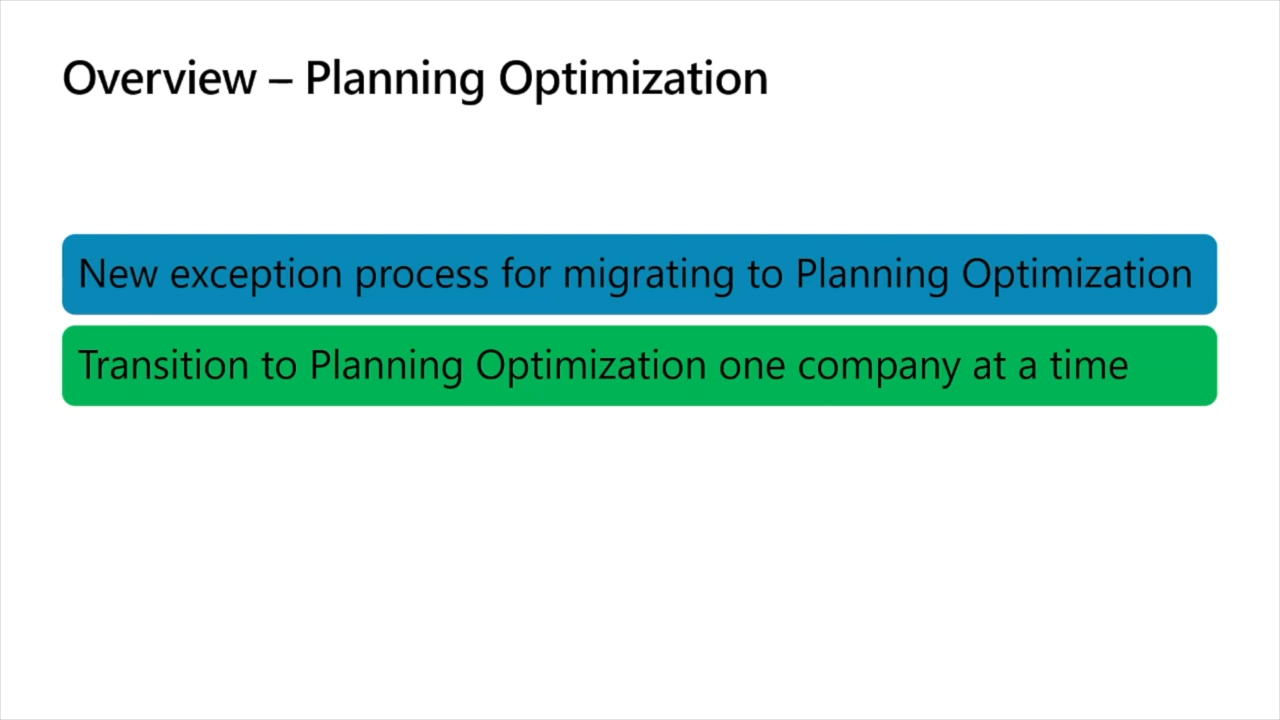 Overview – Planning Optimization
New exception process for migrating to Planning Optimization
Transition to Planning Optimization one company at a time